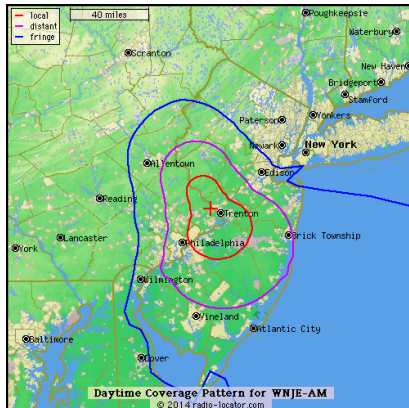 local
distant
fringe
40 miles
Poughkeepsie
Waterbury
Scranton
New Haven
Bridgeport
Stamford
Paterson
Yonkers
Newark
New York
Allentown
Edison
Reading
Trenton
York
Lancaster
Philadelphia
Brick Township
Wilmington
Vineland
Atlantic City
Baltimore
Dover
Daytime Coverage Pattern for WNJE-AM
© 2014 radio-locator.com